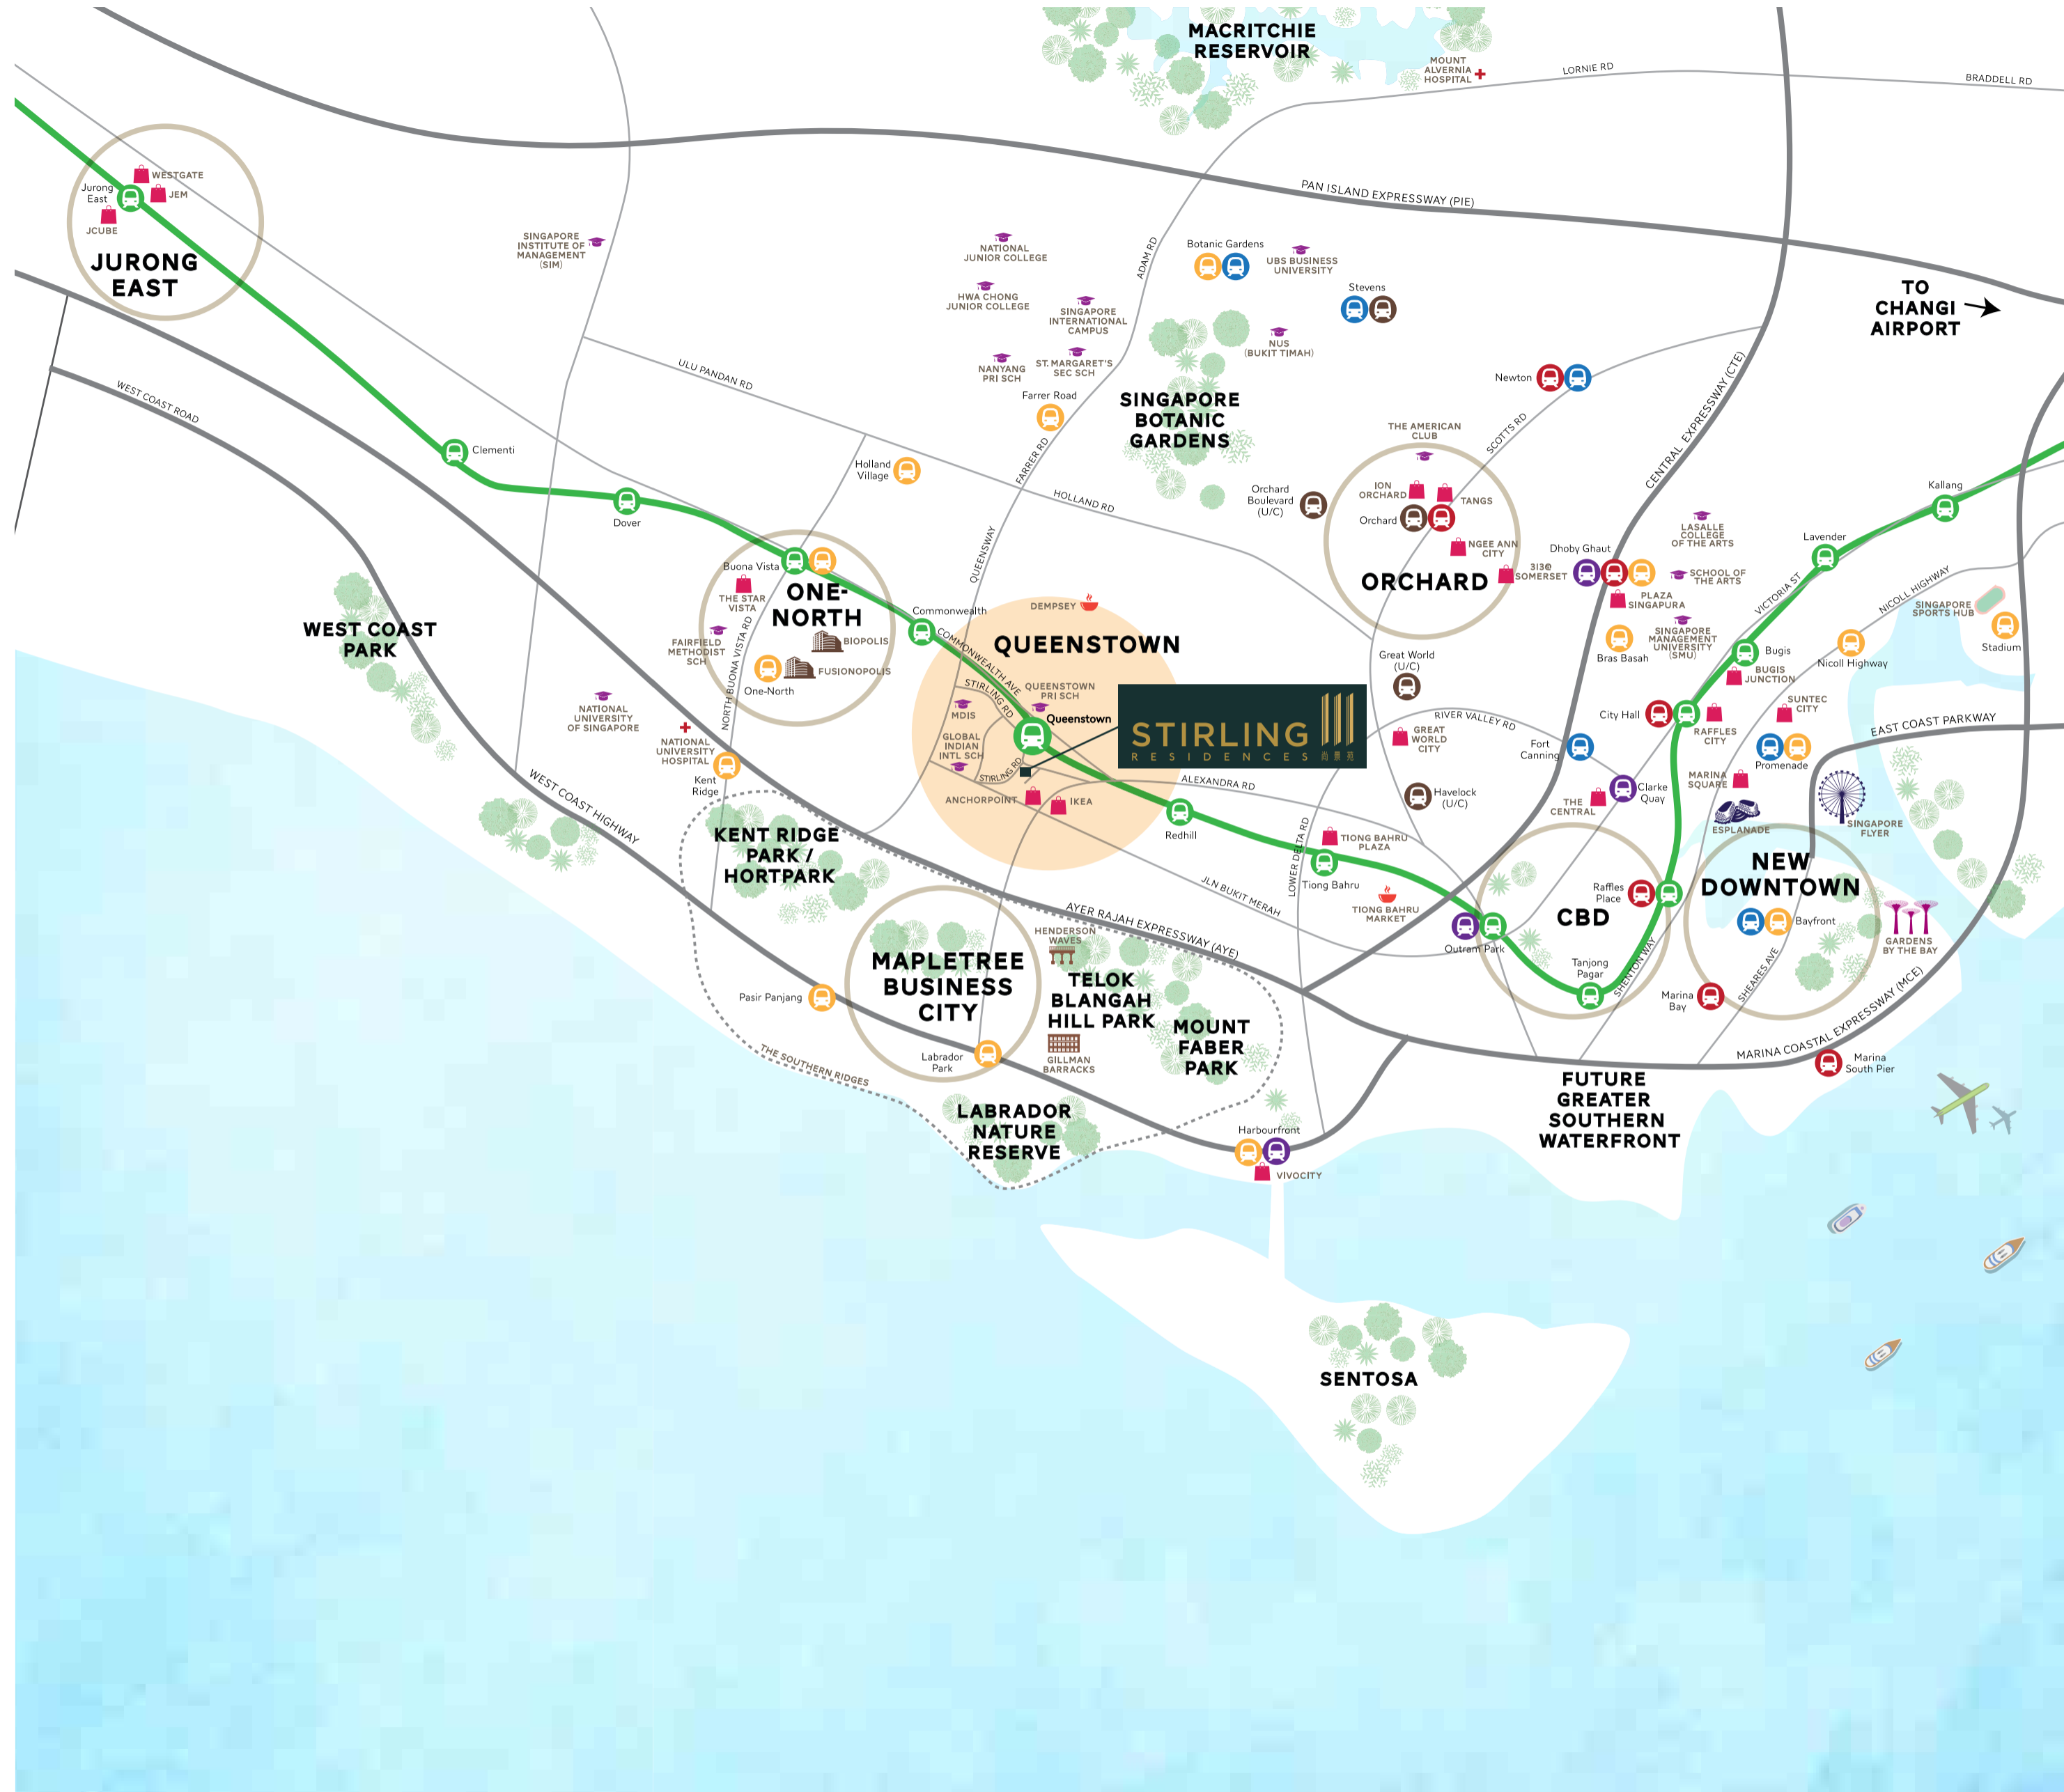 MACRITCHIE
RESERVOIR
MOUNT
ALVERNIA
HOSPITAL
LORNIE RD
BRADDELL RD
PAN ISLAND EXPRESSWAY (PIE)
WESTGATE
Jurong
East
JEM
JCUBE
JURONG
EAST
SINGAPORE
INSTITUTE OF
MANAGEMENT
(SIM)
NATIONAL
JUNIOR COLLEGE
HWA CHONG
JUNIOR COLLEGE
SINGAPORE
INTERNATIONAL
CAMPUS
NANYANG
PRI SCH
ST. MARGARET'S
SEC SCH
ADAM RD
Botanic Gardens
UBS BUSINESS
UNIVERSITY
Stevens
NUS
(BUKIT TIMAH)
TO
CHANGI
AIRPORT
WEST COAST ROAD
ULU PANDAN RD
Farrer Road
FARRER RD
SINGAPORE
BOTANIC
GARDENS
Newton
SCOTTS RD
CENTRAL EXPRESSWAY (CTE)
Clementi
Dover
Holland
Village
HOLLAND RD
Orchard
Boulevard
(U/C)
THE AMERICAN
CLUB
ION
ORCHARD
TANGS
Orchard
NGEE ANN
CITY
ORCHARD
313@
SOMERSET
Dhoby Ghaut
LASALLE
COLLEGE
OF THE ARTS
SCHOOL OF
THE ARTS
PLAZA
SINGAPURA
Kallang
Lavender
VICTORIA ST
NICOLL HIGHWAY
SINGAPORE
SPORTS HUB
Stadium
Buona Vista
THE STAR
VISTA
ONE-
NORTH
FAIRFIELD
METHODIST
SCH
BIOPOLIS
FUSIONOPOLIS
One-North
NORTH BUONA VISTA RD
QUEENSWAY
Commonwealth
COMMONWEALTH AVE
DEMPSEY
QUEENSTOWN
STIRLING RD
QUEENSTOWN
PRI SCH
MDIS
Queenstown
GLOBAL
INDIAN
INTL SCH
STIRLING RD
ANCHORPOINT
IKEA
STIRLING
RESIDENCES
尚景苑
ALEXANDRA RD
Redhill
Great World
(U/C)
RIVER VALLEY RD
GREAT
WORLD
CITY
Havelock
(U/C)
Bras Basah
SINGAPORE
MANAGEMENT
UNIVERSITY
(SMU)
Bugis
BUGIS
JUNCTION
Nicoll Highway
City Hall
RAFFLES
CITY
SUNTEC
CITY
Fort
Canning
Clarke
Quay
THE
CENTRAL
Promenade
MARINA
SQUARE
ESPLANADE
SINGAPORE
FLYER
EAST COAST PARKWAY
WEST COAST
PARK
NATIONAL
UNIVERSITY
OF SINGAPORE
NATIONAL
UNIVERSITY
HOSPITAL
Kent
Ridge
WEST COAST HIGHWAY
KENT RIDGE
PARK /
HORTPARK
LOWER DELTA RD
TIONG BAHRU
PLAZA
Tiong Bahru
TIONG BAHRU
MARKET
JLN BUKIT MERAH
AYER RAJAH EXPRESSWAY (AYE)
Outram Park
CBD
Raffles
Place
Tanjong
Pagar
SHENTON WAY
NEW
DOWNTOWN
Bayfront
GARDENS
BY THE BAY
SHEARES AVE
Marina
Bay
MARINA COASTAL EXPRESSWAY (MCE)
Marina
South Pier
Pasir Panjang
MAPLETREE
BUSINESS
CITY
Labrador
Park
HENDERSON
WAVES
TELOK
BLANGAH
HILL PARK
GILLMAN
BARRACKS
MOUNT
FABER
PARK
THE SOUTHERN RIDGES
LABRADOR
NATURE
RESERVE
Harbourfront
VIVOCITY
FUTURE
GREATER
SOUTHERN
WATERFRONT
SENTOSA